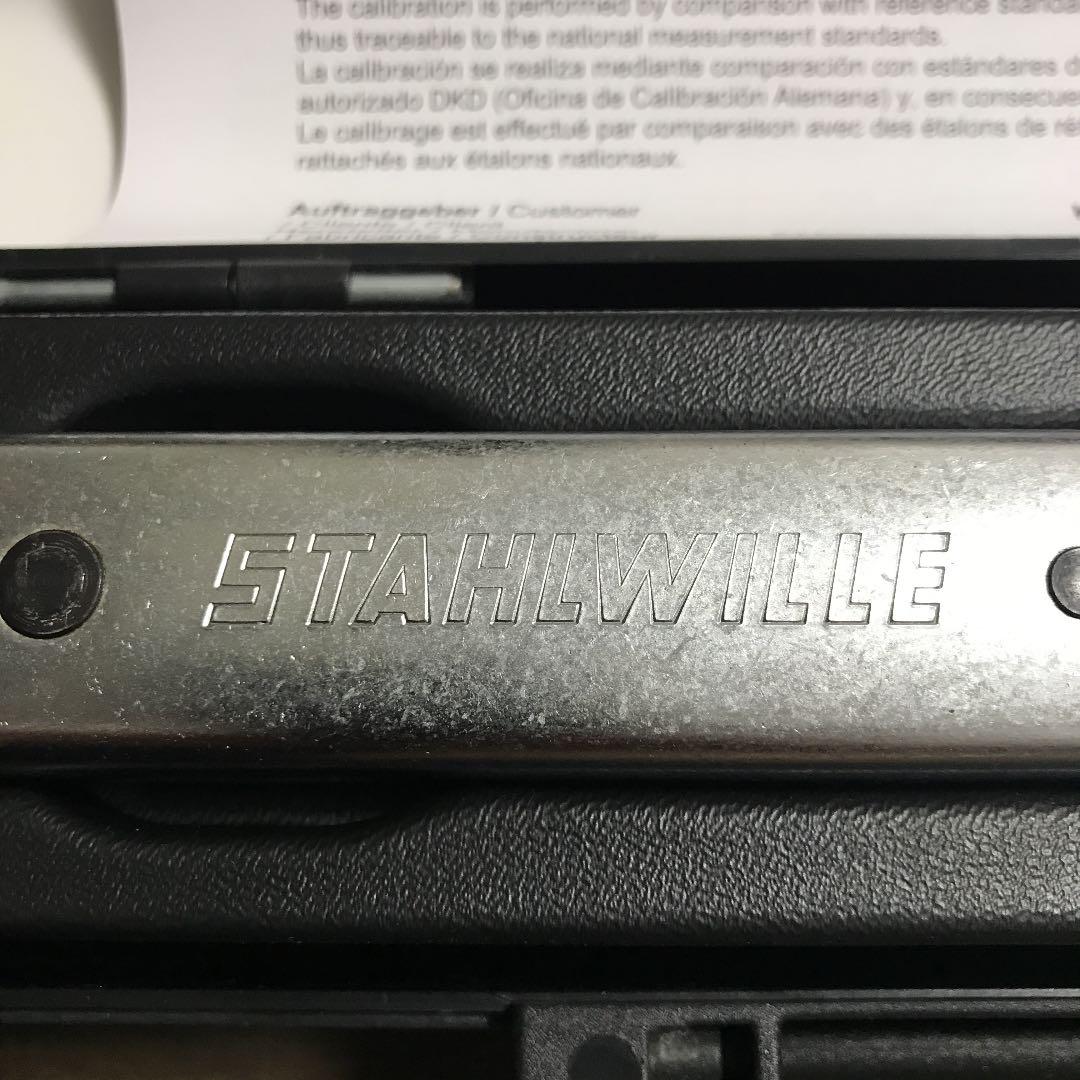 The calibration is performed by comparison with reference standa
thus traceable to the national measurement standards.
La calibración se realiza mediante comparación con estándares d
autorizado DKD (Oficina de Calibración Alemana) y, en consecue
Le calibrage est effectué par comparaison avec des étalons de ré
rattachés aux étalons nationaux.
Auftraggeber / Customer
STAHLWILLE